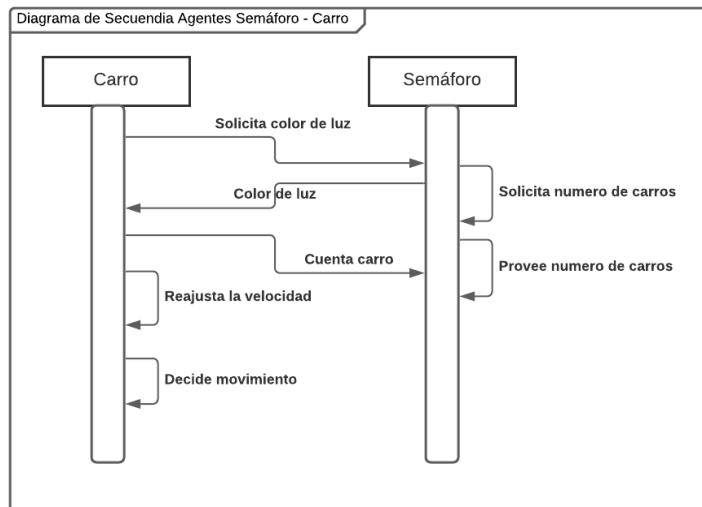 Diagrama de Secuendia Agentes Semáforo - Carro
Carro
Semáforo
Solicita color de luz
Solicita numero de carros
Color de luz
Cuenta carro
Provee numero de carros
Reajusta la velocidad
Decide movimiento